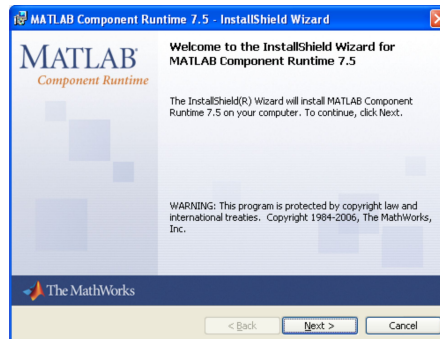 MATLAB Component Runtime 7.5 - InstallShield Wizard
MATLAB®
Component Runtime
Welcome to the InstallShield Wizard for
MATLAB Component Runtime 7.5
The InstallShield(R) Wizard will install MATLAB Component
Runtime 7.5 on your computer. To continue, click Next.
WARNING: This program is protected by copyright law and
international treaties. Copyright 1984-2006, The MathWorks,
Inc.
The MathWorks
< Back
Next >
Cancel